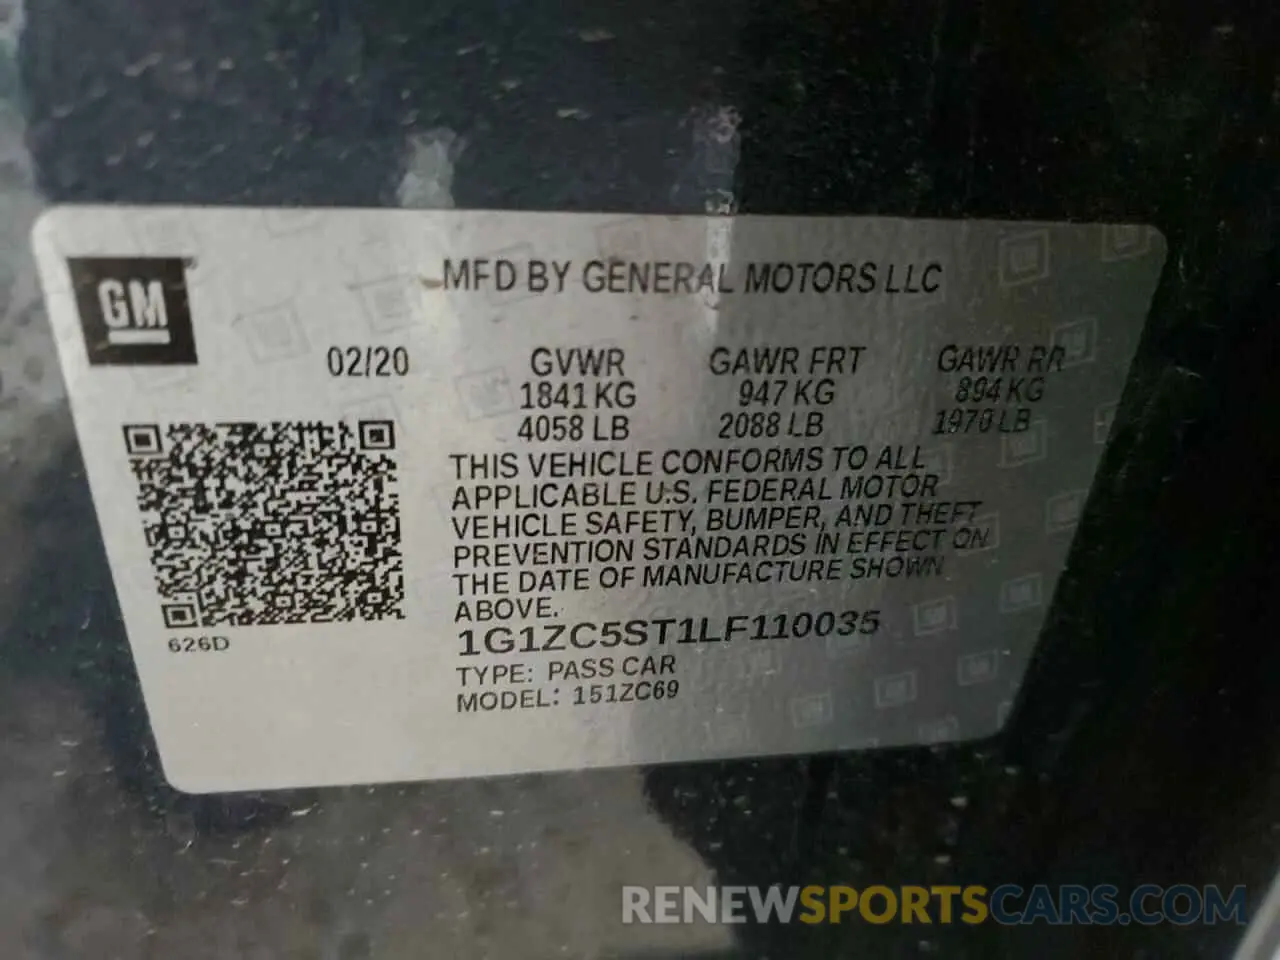 GM
MFD BY GENERAL MOTORS LLC
02/20 GVWR GAWR FRT GAWR RR
1841 KG 947 KG 894 KG
4058 LB 2088 LB 1970 LB
THIS VEHICLE CONFORMS TO ALL
APPLICABLE U.S. FEDERAL MOTOR
VEHICLE SAFETY, BUMPER, AND THEFT
PREVENTION STANDARDS IN EFFECT ON
THE DATE OF MANUFACTURE SHOWN
ABOVE.
626D
1G1ZC5ST1LF110035
TYPE: PASS CAR
MODEL: 151ZC69
RENEWSPORTSCARS.COM